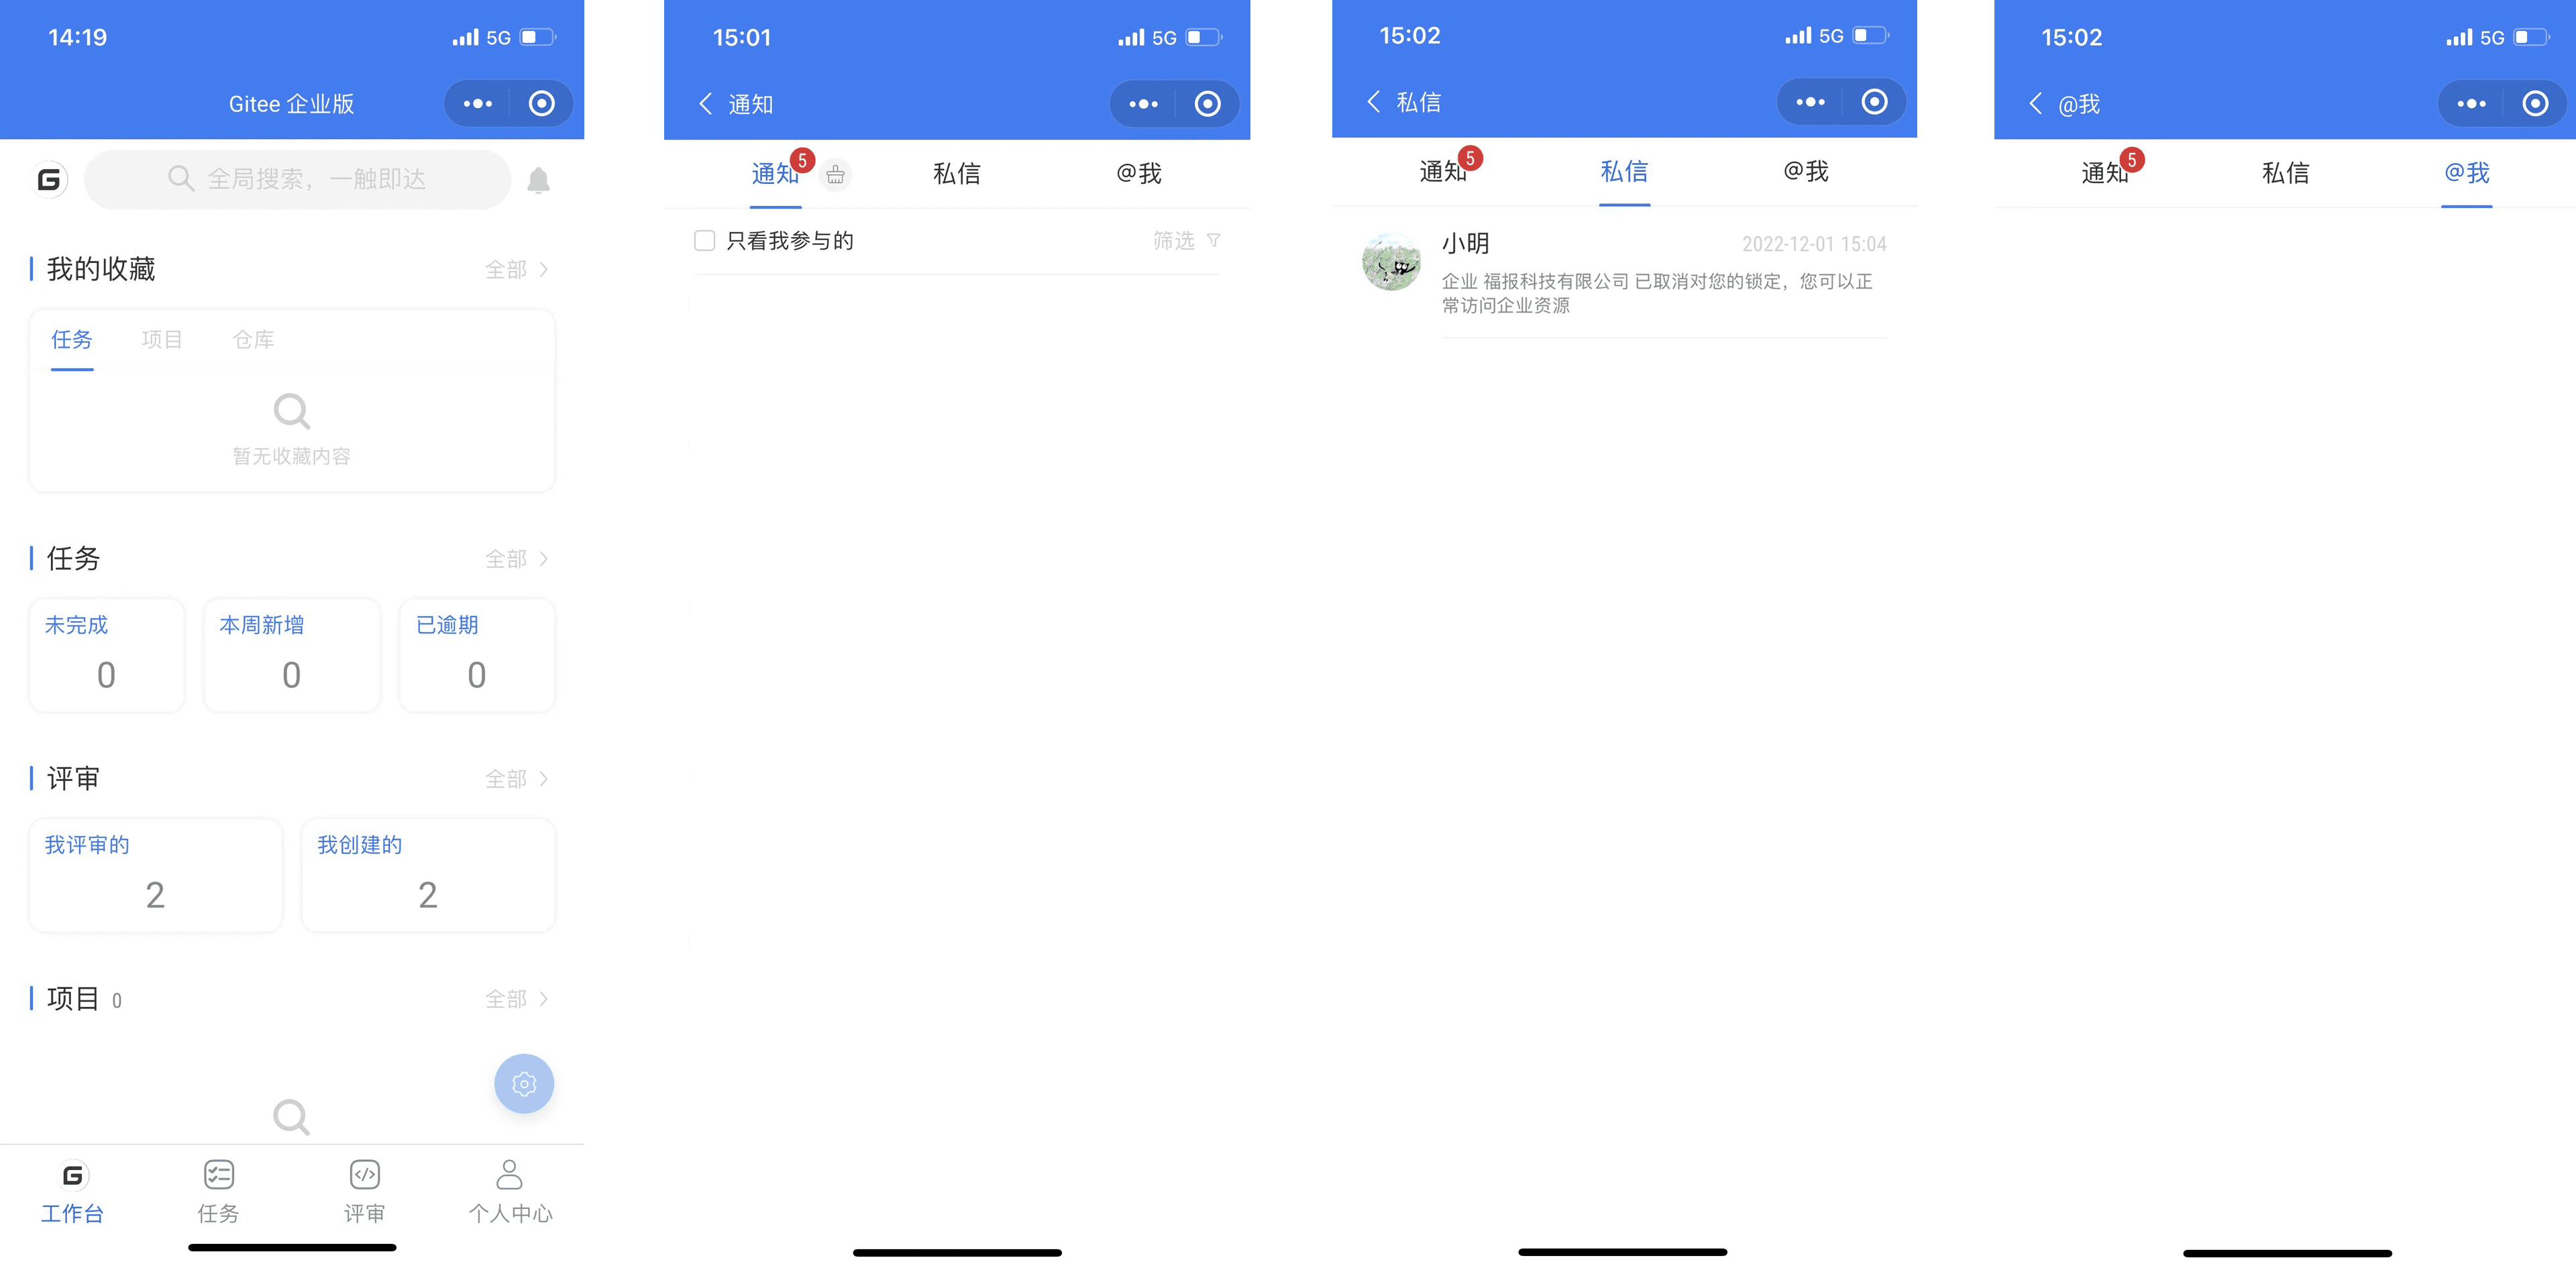 14:19
5G
Gitee 企业版
G
全局搜索，一触即达
我的收藏
全部
任务 项目 仓库
暂无收藏内容
任务
全部
未完成 本周新增 已逾期
0 0 0
评审
全部
我评审的 我创建的
2 2
项目 0
全部
G
工作台 任务 评审 个人中心
15:01
5G
通知
通知 5 私信 @我
只看我参与的 筛选
15:02
5G
私信
通知 5 私信 @我
小明 2022-12-01 15:04
企业 福报科技有限公司 已取消对您的锁定，您可以正
常访问企业资源
15:02
5G
@我
通知 5 私信 @我